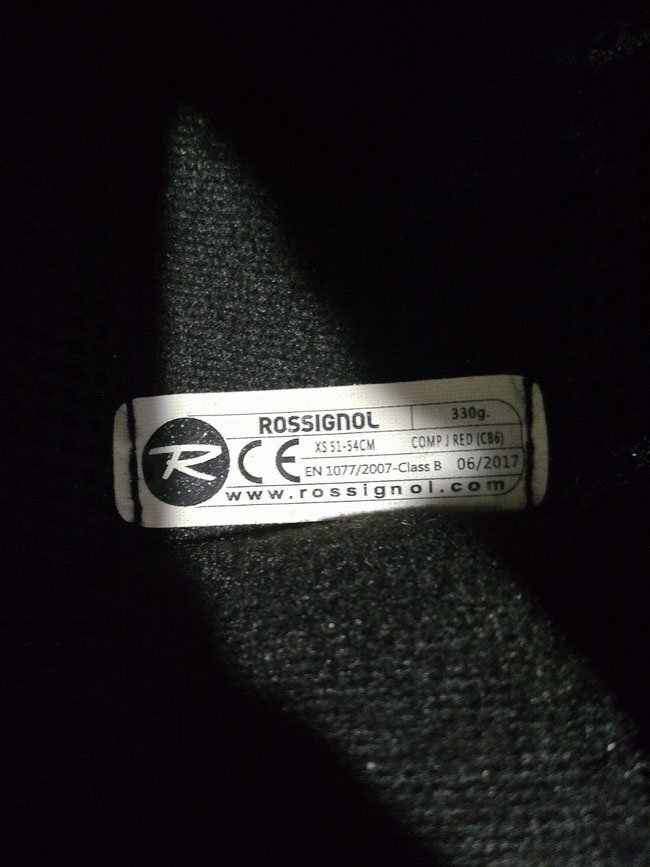 ROSSIGNOL 330g.
R CE XS 51-54CM COMP J RED (CB6)
EN 1077/2007-Class B 06/2017
www.rossignol.com